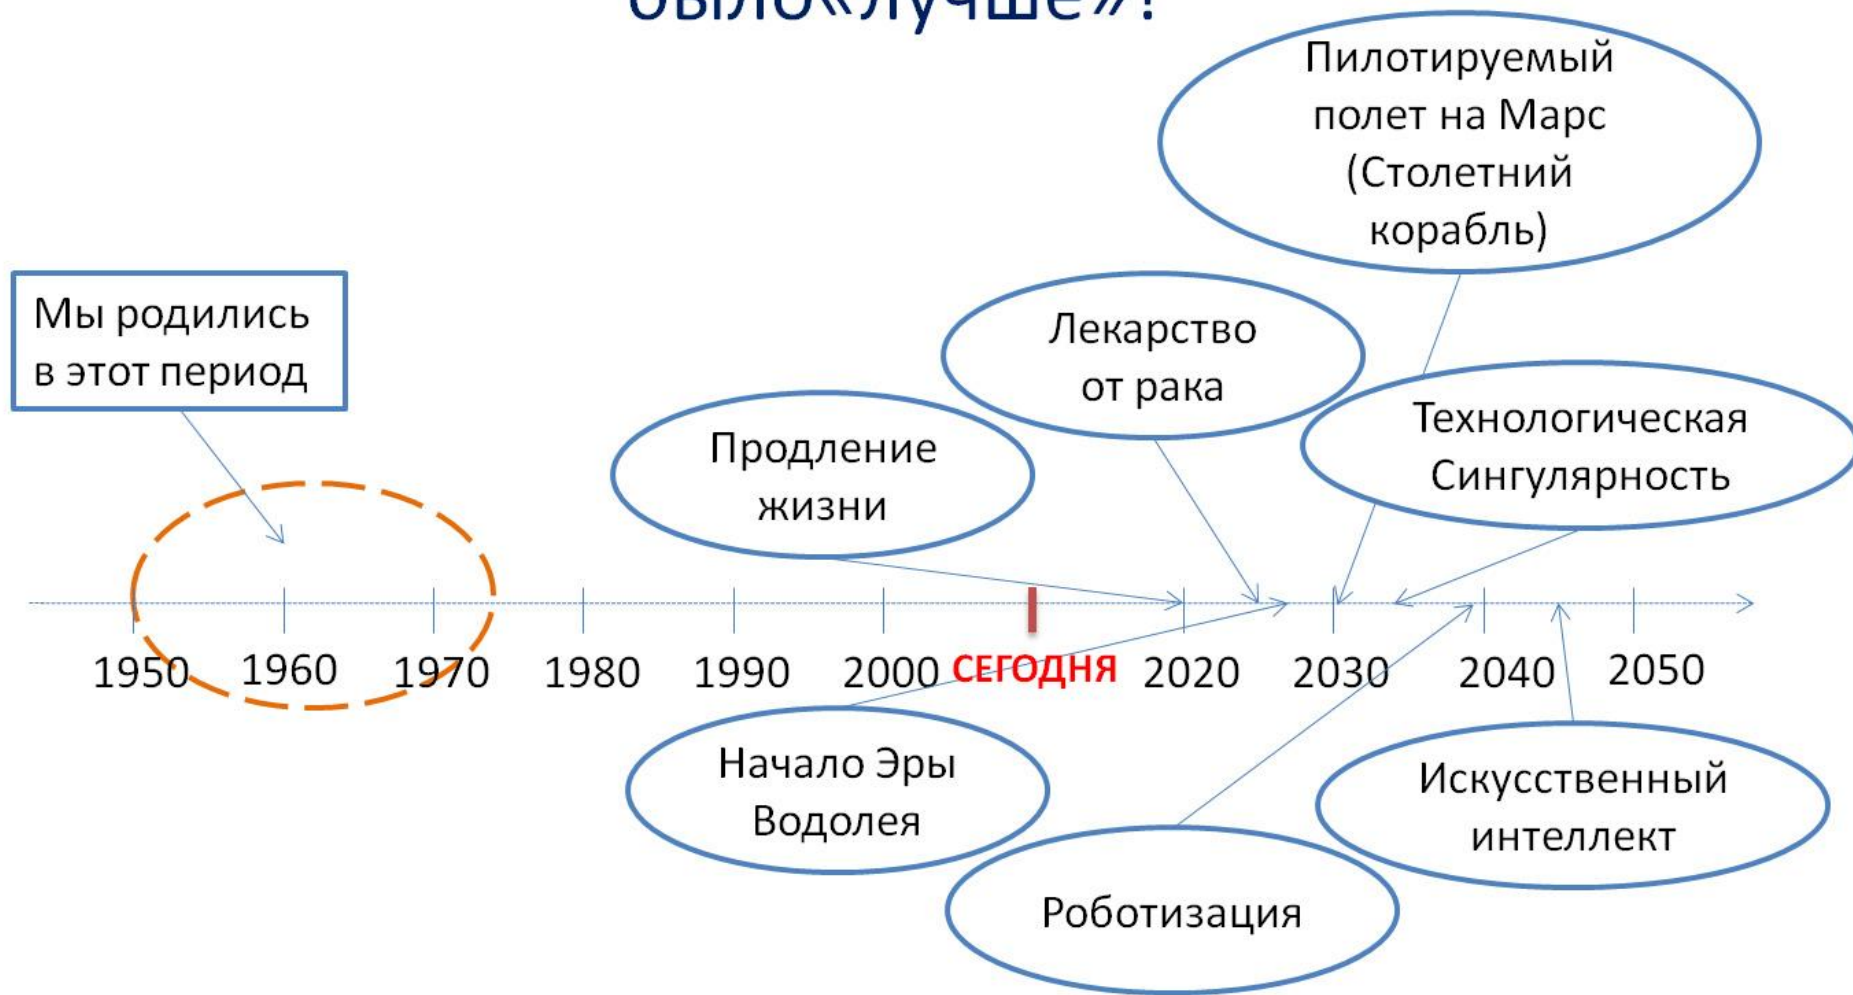 было«лучше»?
Пилотируемый
полет на Марс
(Столетний
корабль)
Мы родились
в этот период
Лекарство
от рака
Продление
жизни
Технологическая
Сингулярность
1950 1960 1970 1980 1990 2000 СЕГОДНЯ 2020 2030 2040 2050
Начало Эры
Водолея
Искусственный
интеллект
Роботизация